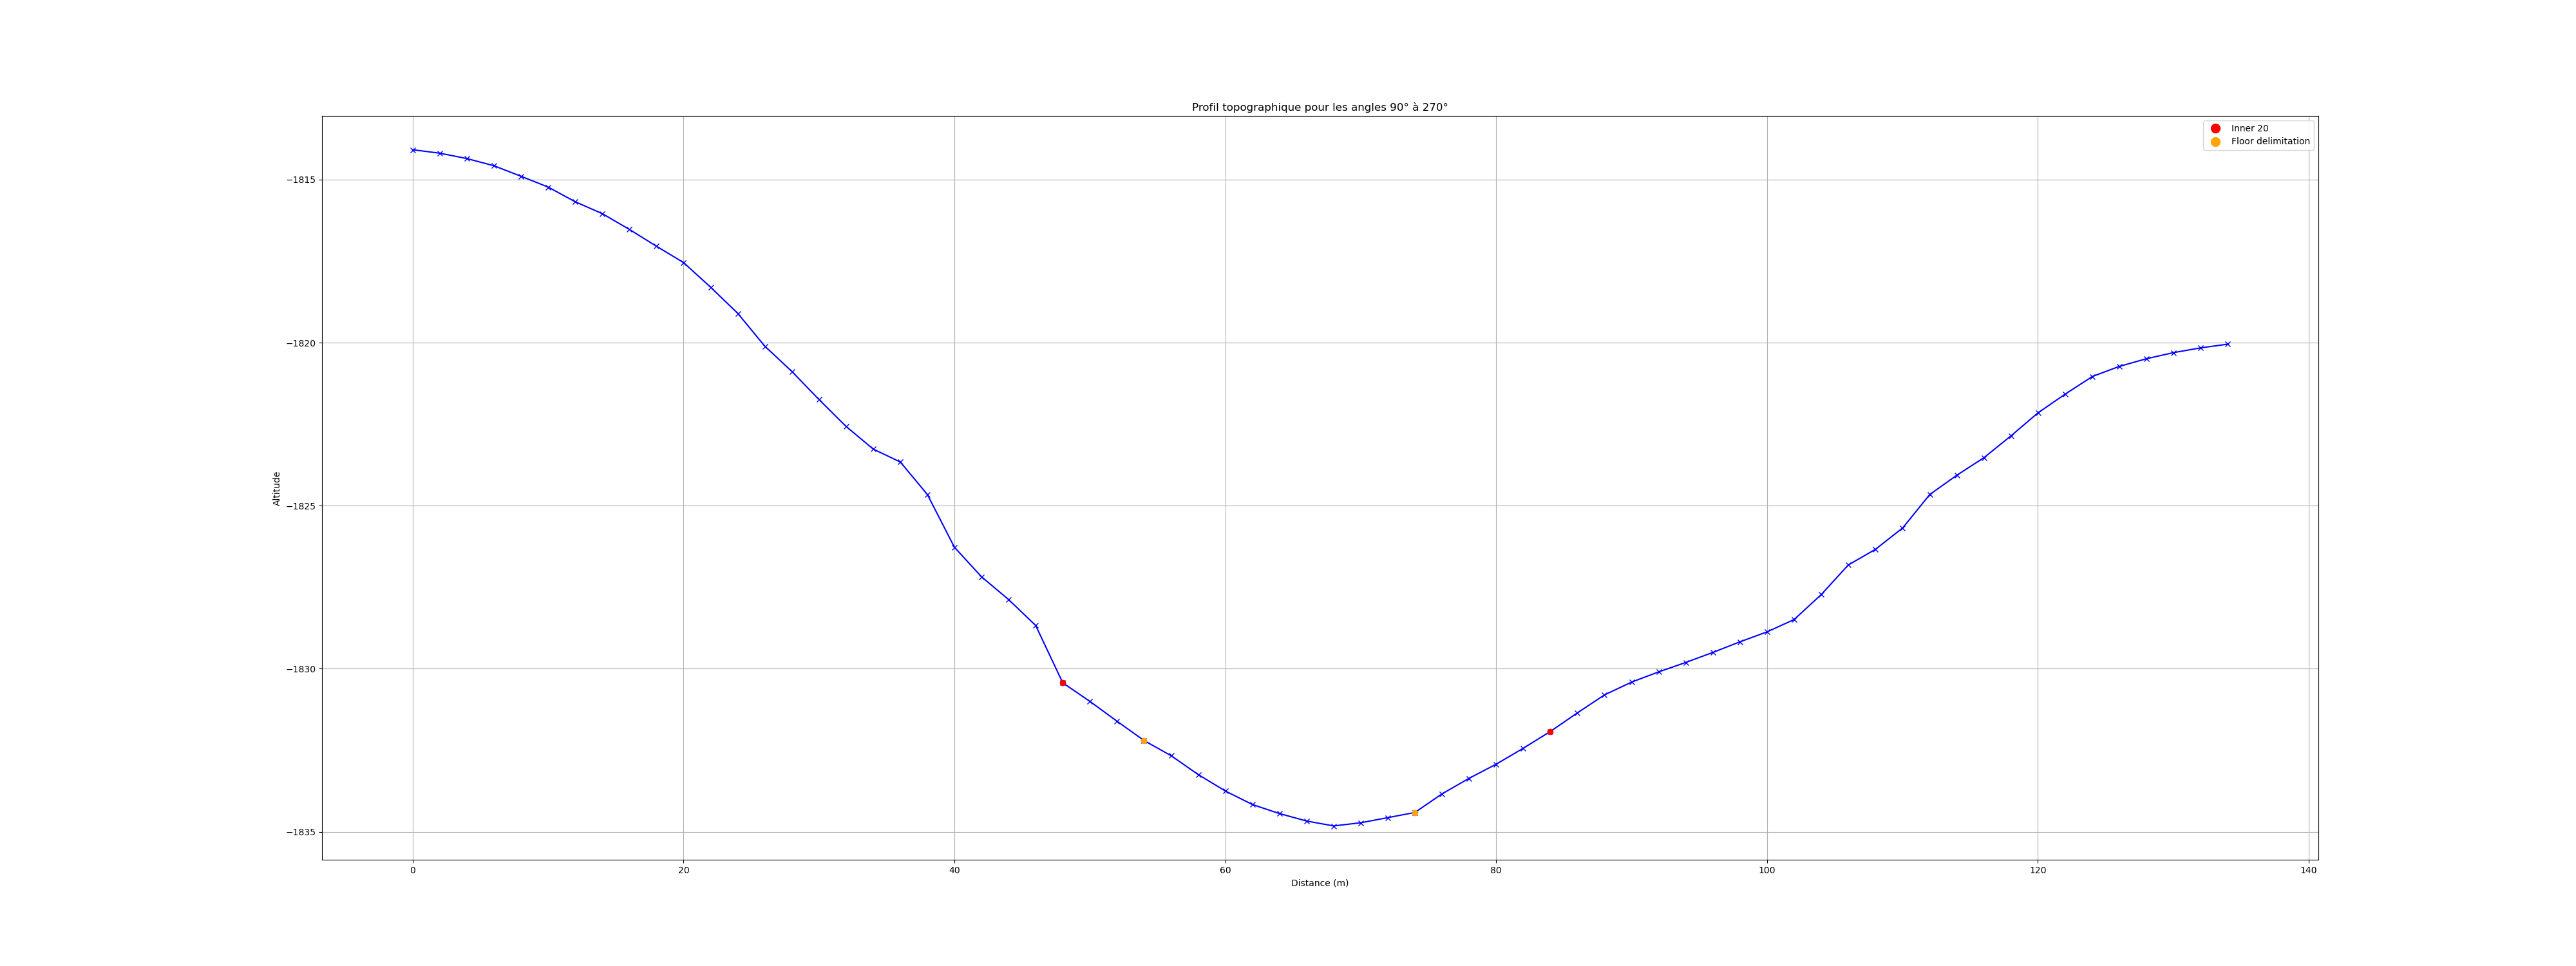 Profil topographique pour les angles 90° à 270°
Inner 20
Floor delimitation
−1815
−1820
−1825
−1830
−1835
Altitude
0
20
40
60
80
100
120
140
Distance (m)